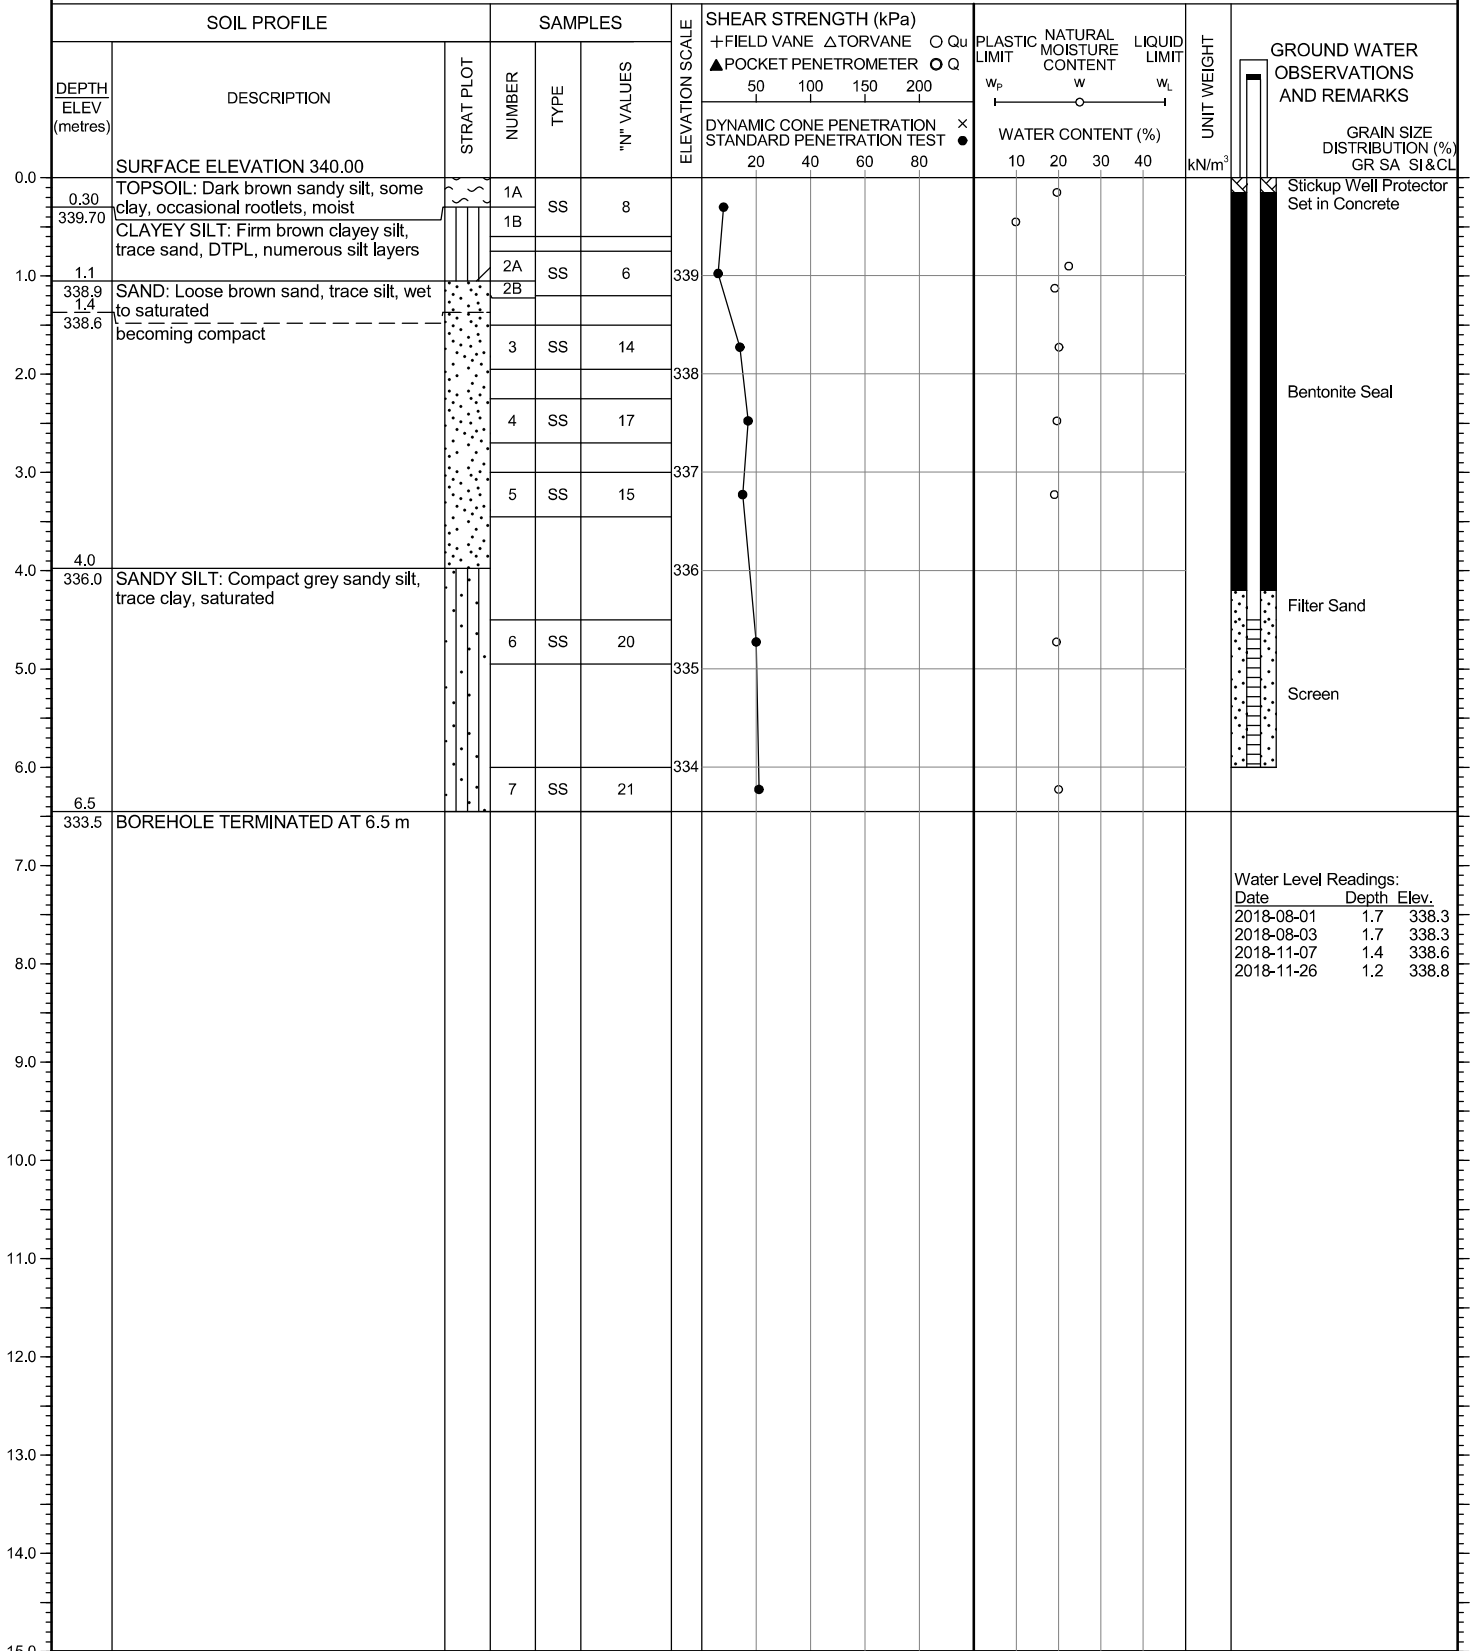 SOIL PROFILE
SAMPLES
DEPTH
ELEV
(metres)
DESCRIPTION
STRAT PLOT
NUMBER
TYPE
"N" VALUES
ELEVATION SCALE
SHEAR STRENGTH (kPa)
+FIELD VANE △TORVANE ○ Qu
▲POCKET PENETROMETER ○ Q
50 100 150 200
DYNAMIC CONE PENETRATION ×
STANDARD PENETRATION TEST ●
20 40 60 80
PLASTIC LIMIT
NATURAL MOISTURE CONTENT
LIQUID LIMIT
WP W WL
WATER CONTENT (%)
10 20 30 40
UNIT WEIGHT
kN/m³
GROUND WATER
OBSERVATIONS
AND REMARKS
GRAIN SIZE
DISTRIBUTION (%)
GR SA SI&CL
SURFACE ELEVATION 340.00
0.0
TOPSOIL: Dark brown sandy silt, some
clay, occasional rootlets, moist
0.30
339.70
CLAYEY SILT: Firm brown clayey silt,
trace sand, DTPL, numerous silt layers
1A
1B
SS
8
Stickup Well Protector
Set in Concrete
1.0
1.1
338.9
SAND: Loose brown sand, trace silt, wet
to saturated
2A
2B
SS
6
339
1.4
338.6
becoming compact
3 SS 14
2.0
338
Bentonite Seal
4 SS 17
3.0
337
5 SS 15
4.0
4.0
336.0
SANDY SILT: Compact grey sandy silt,
trace clay, saturated
336
Filter Sand
6 SS 20
5.0
335
Screen
6.0
334
7 SS 21
6.5
333.5
BOREHOLE TERMINATED AT 6.5 m
7.0
Water Level Readings:
Date Depth Elev.
2018-08-01 1.7 338.3
2018-08-03 1.7 338.3
2018-11-07 1.4 338.6
2018-11-26 1.2 338.8
8.0
9.0
10.0
11.0
12.0
13.0
14.0
15.0